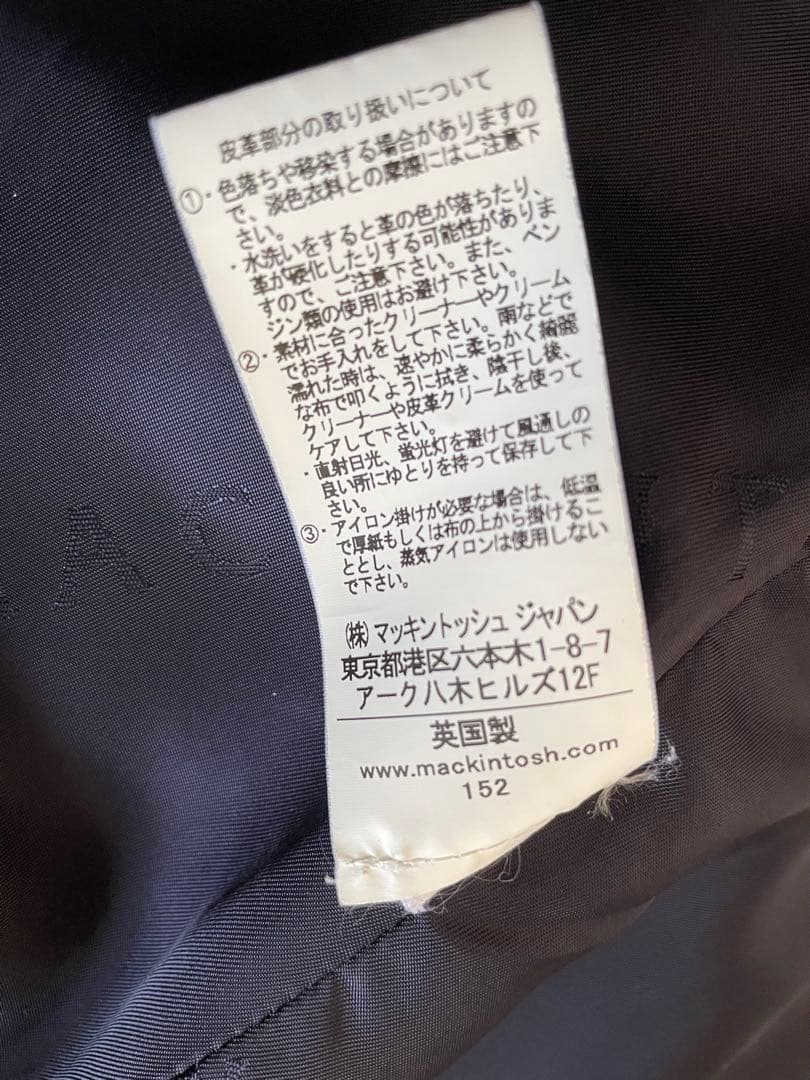 皮革部分の取り扱いについて
①・色落ちや移染する場合がありますの
で、淡色衣料との摩擦にはご注意下
さい。
・水洗いをすると革の色が落ちたり、
革が硬化したりする可能性がありま
すので、ご注意下さい。また、ベン
ジン類の使用はお避け下さい。
②・素材に合ったクリーナーやクリーム
でお手入れをして下さい。雨などで
濡れた時は、速やかに柔らかく綺麗
な布で叩くように拭き、陰干し後、
クリーナーや皮革クリームを使って
ケアして下さい。
・直射日光、蛍光灯を避けて風通しの
良い所にゆとりを持って保存して下
さい。
③・アイロン掛けが必要な場合は、低温
で厚紙もしくは布の上から掛けるこ
ととし、蒸気アイロンは使用しない
で下さい。
㈱ マッキントッシュ ジャパン
東京都港区六本木1-8-7
アーク八木ヒルズ12F
英国製
www.mackintosh.com
152